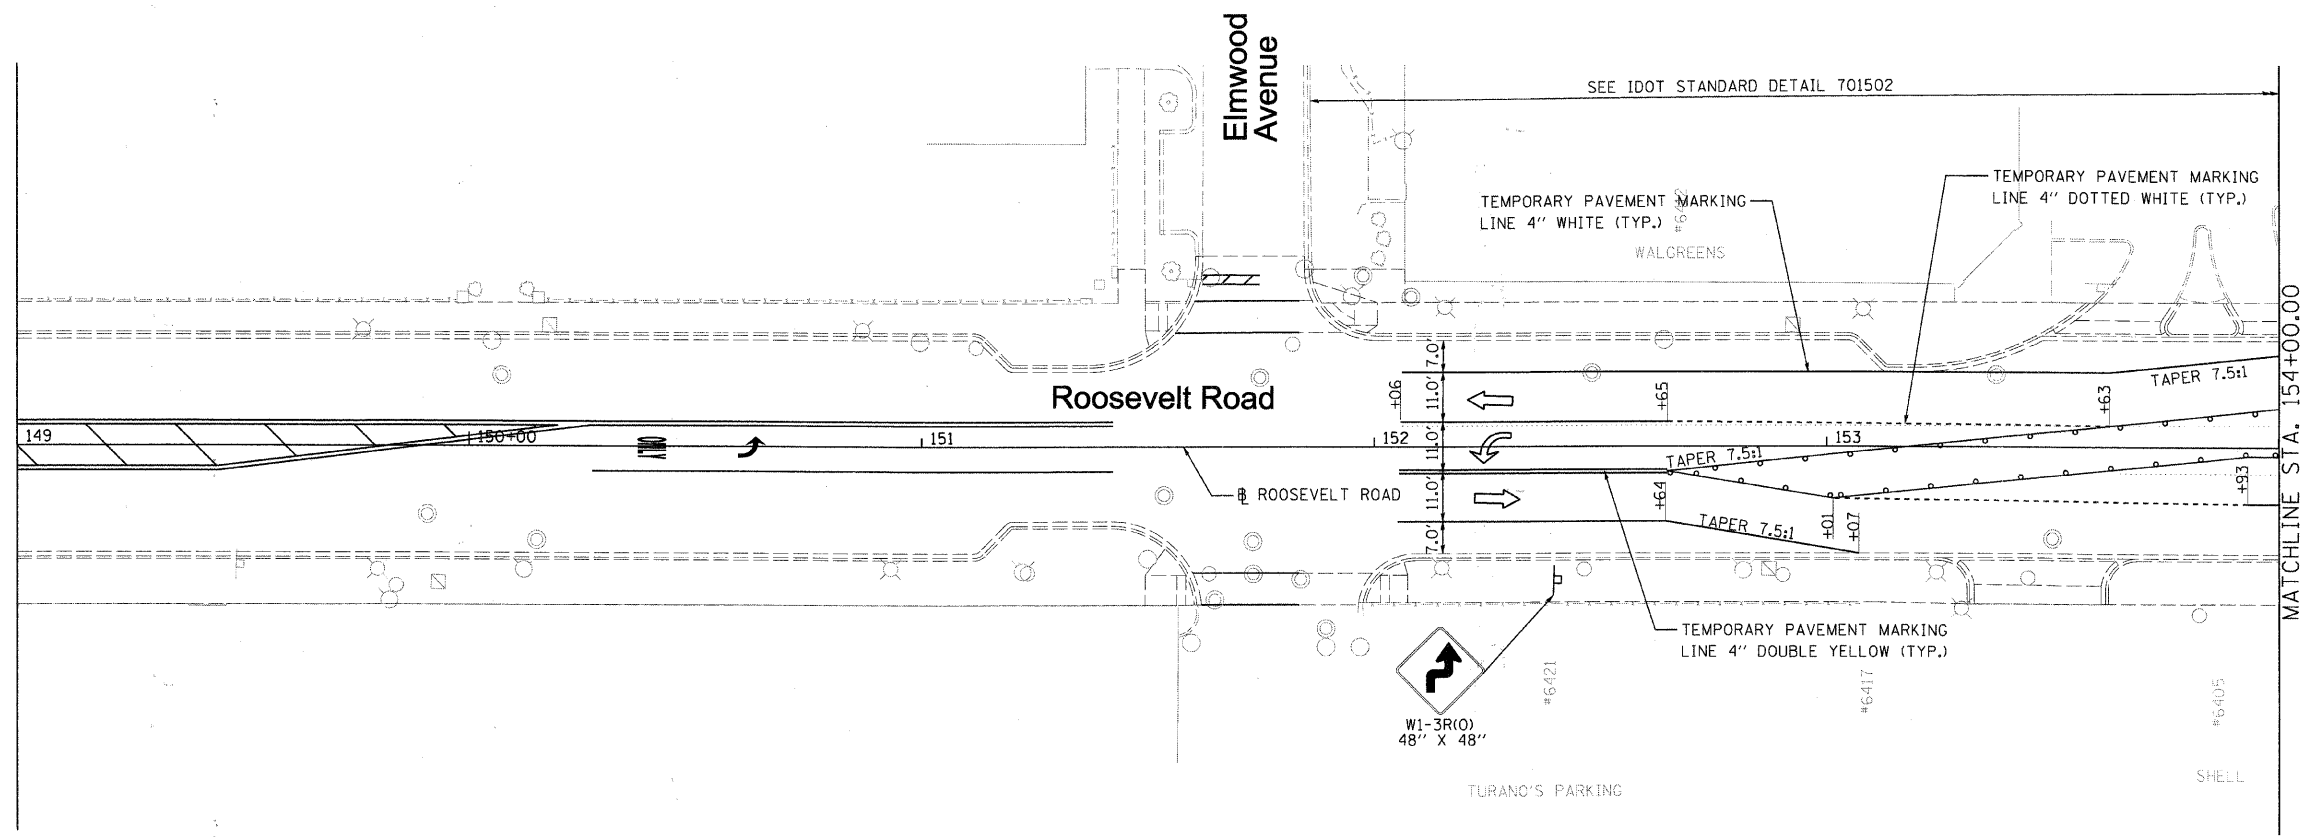 Elmwood
Avenue
SEE IDOT STANDARD DETAIL 701502
TEMPORARY PAVEMENT MARKING
LINE 4" DOTTED WHITE (TYP.)
TEMPORARY PAVEMENT MARKING
LINE 4" WHITE (TYP.)
WALGREENS
MATCHLINE STA. 154+00.00
7.0'
11.0'
11.0'
11.0'
7.0'
+06
+65
+63
TAPER 7.5:1
Roosevelt Road
149
150+00
ONLY
151
152
153
TAPER 7.5:1
℄ ROOSEVELT ROAD
+64
TAPER 7.5:1
+01
+07
+93
TEMPORARY PAVEMENT MARKING
LINE 4" DOUBLE YELLOW (TYP.)
W1-3R(O)
48" X 48"
#6421
#6417
#6405
TURANO'S PARKING
SHELL